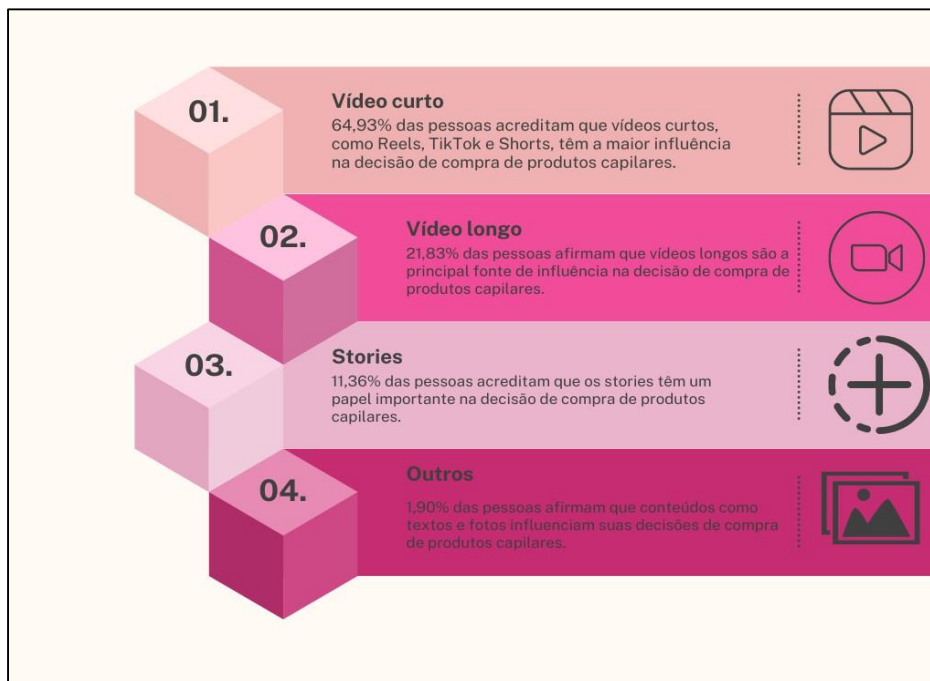 01.
Vídeo curto
64,93% das pessoas acreditam que vídeos curtos,
como Reels, TikTok e Shorts, têm a maior influência
na decisão de compra de produtos capilares.
02.
Vídeo longo
21,83% das pessoas afirmam que vídeos longos são a
principal fonte de influência na decisão de compra de
produtos capilares.
03.
Stories
11,36% das pessoas acreditam que os stories têm um
papel importante na decisão de compra de produtos
capilares.
04.
Outros
1,90% das pessoas afirmam que conteúdos como
textos e fotos influenciam suas decisões de compra
de produtos capilares.